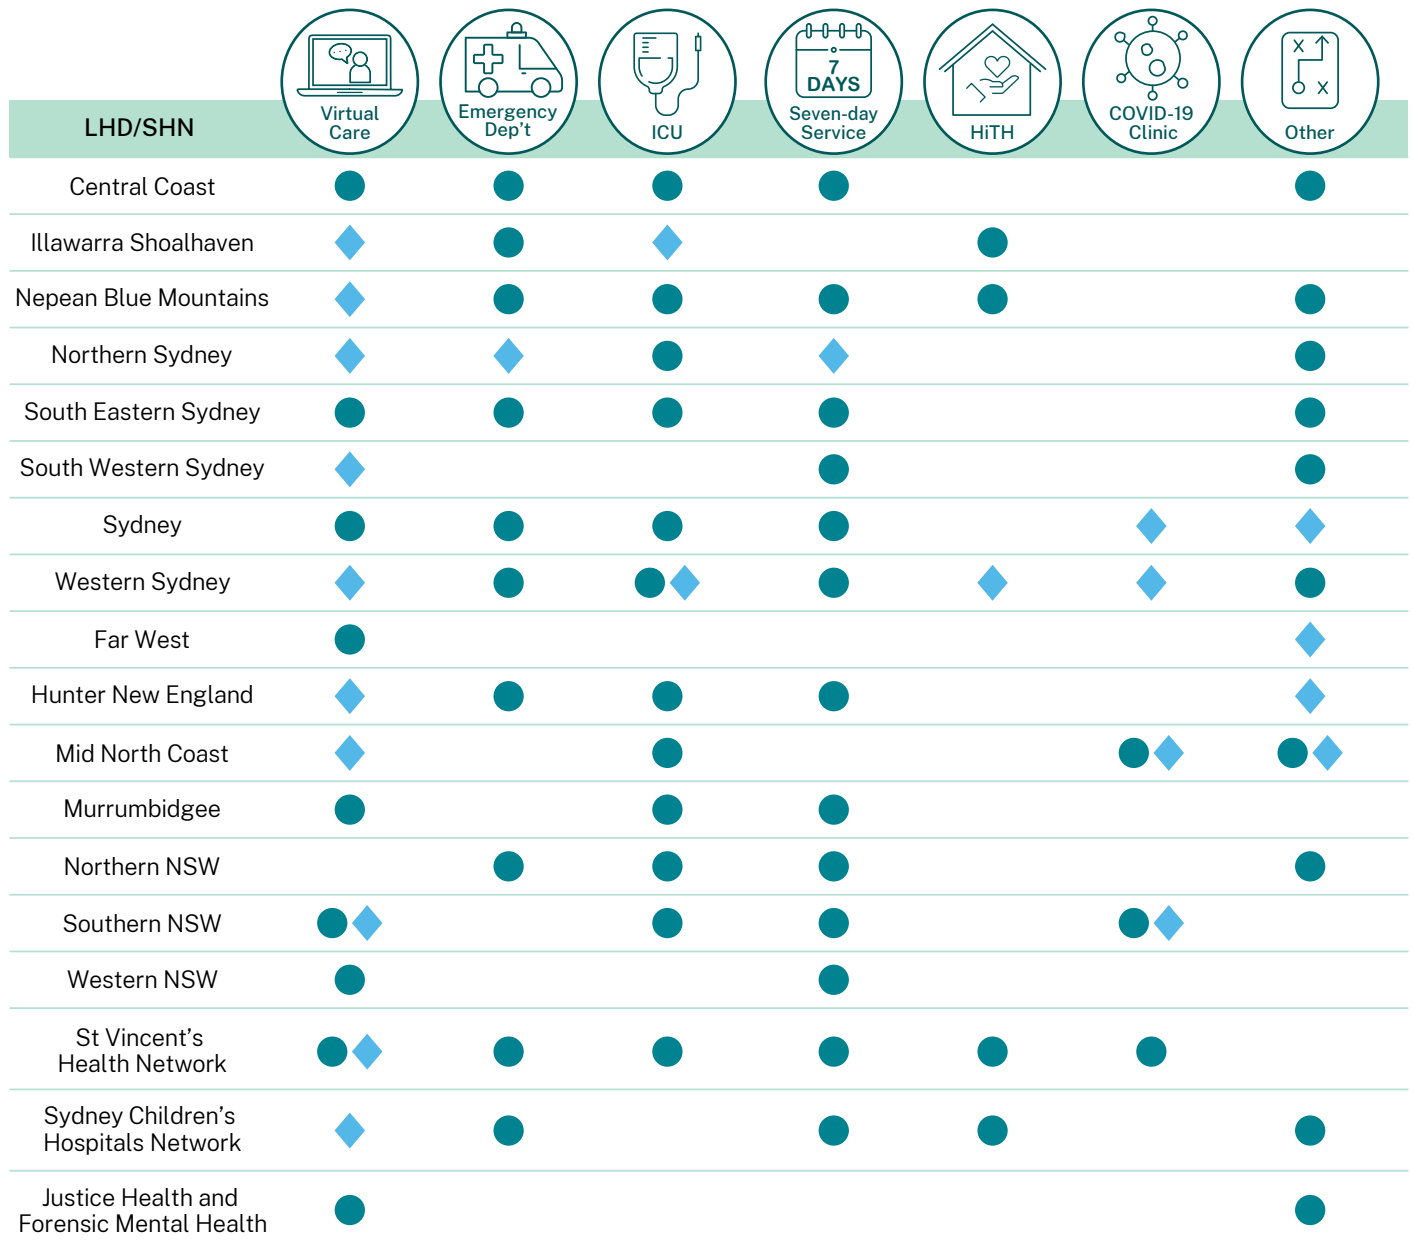 LHD/SHN
Virtual
Care
Emergency
Dep't
ICU
7
DAYS
Seven-day
Service
HiTH
COVID-19
Clinic
X
X
Other
Central Coast
Illawarra Shoalhaven
Nepean Blue Mountains
Northern Sydney
South Eastern Sydney
South Western Sydney
Sydney
Western Sydney
Far West
Hunter New England
Mid North Coast
Murrumbidgee
Northern NSW
Southern NSW
Western NSW
St Vincent’s
Health Network
Sydney Children’s
Hospitals Network
Justice Health and
Forensic Mental Health